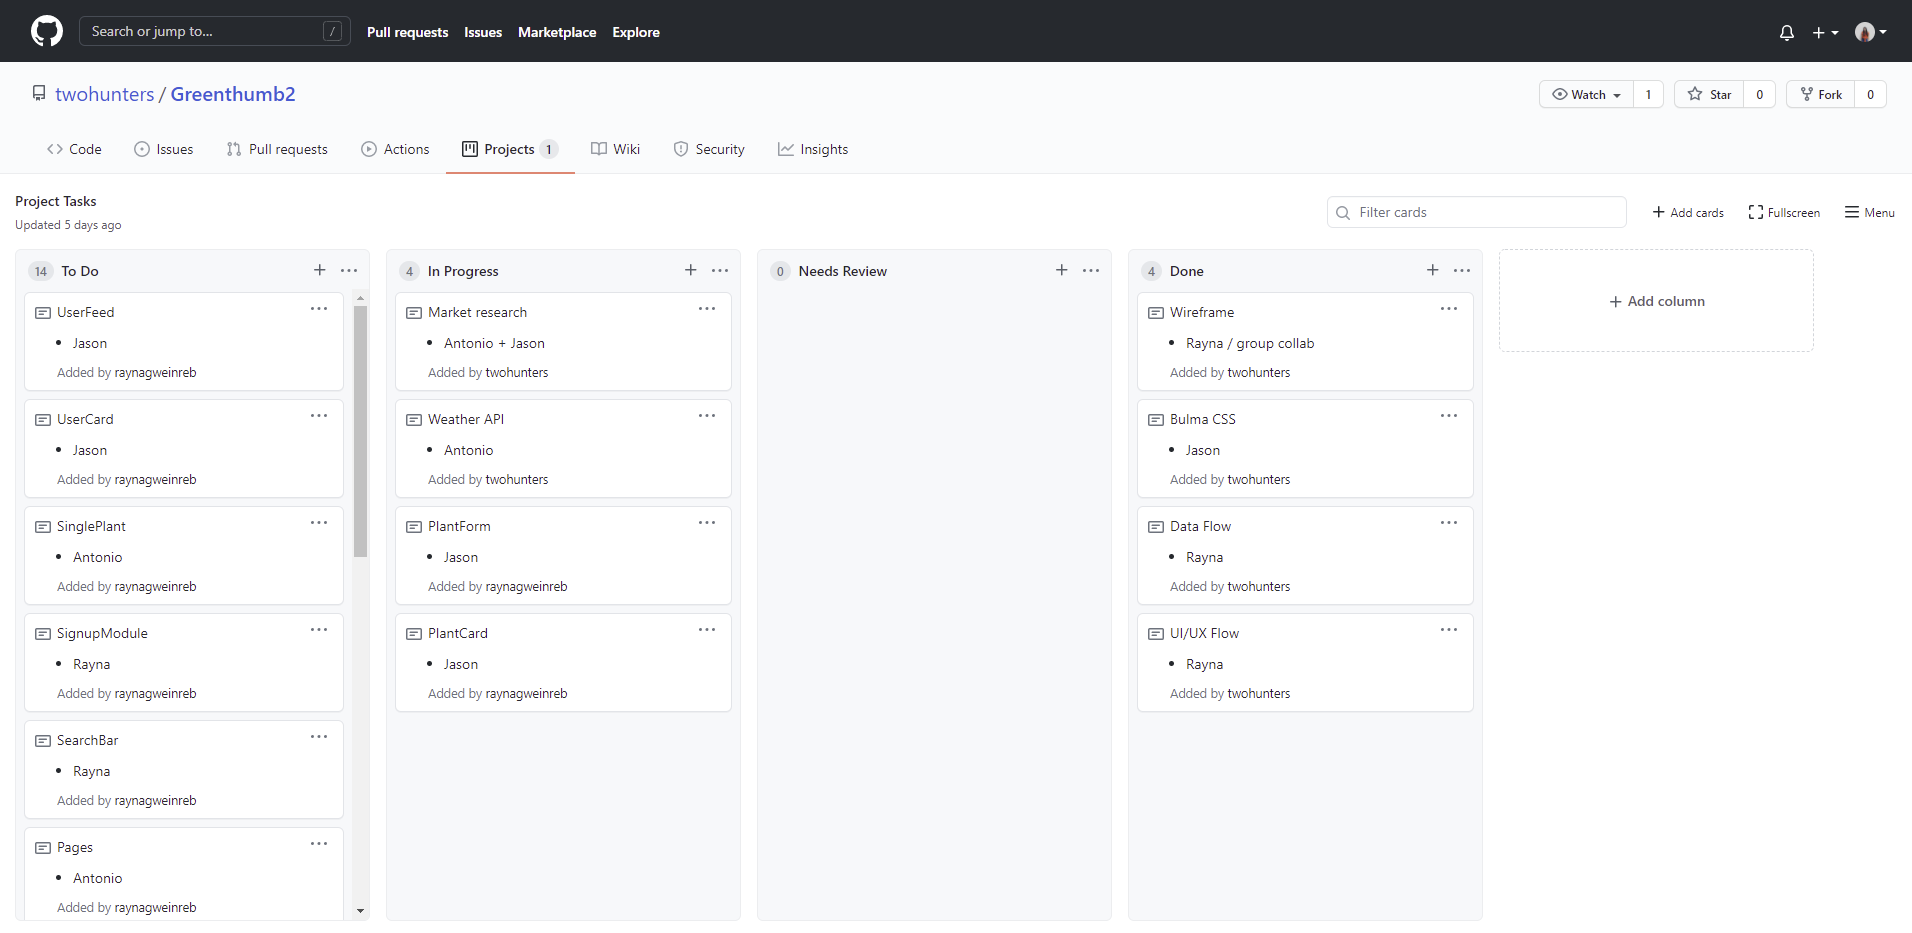 Search or jump to... /
Pull requests Issues Marketplace Explore
twohunters / Greenthumb2
Watch 1 Star 0 Fork 0
Code Issues Pull requests Actions Projects 1 Wiki Security Insights
Project Tasks
Updated 5 days ago
Filter cards
Add cards Fullscreen Menu
14 To Do
UserFeed
Jason
Added by raynagweinreb
UserCard
Jason
Added by raynagweinreb
SinglePlant
Antonio
Added by raynagweinreb
SignupModule
Rayna
Added by raynagweinreb
SearchBar
Rayna
Added by raynagweinreb
Pages
Antonio
Added by raynagweinreb
4 In Progress
Market research
Antonio + Jason
Added by twohunters
Weather API
Antonio
Added by twohunters
PlantForm
Jason
Added by raynagweinreb
PlantCard
Jason
Added by raynagweinreb
0 Needs Review
4 Done
Wireframe
Rayna / group collab
Added by twohunters
Bulma CSS
Jason
Added by twohunters
Data Flow
Rayna
Added by twohunters
UI/UX Flow
Rayna
Added by twohunters
Add column